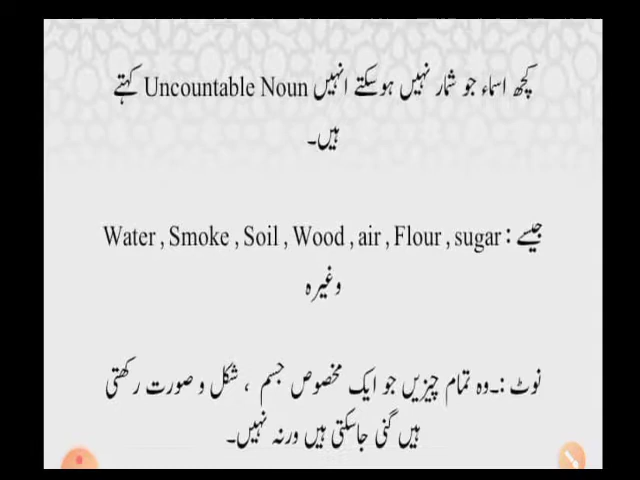 کچھ اسماء جو شمار نہیں ہوسکتے انہیں Uncountable Noun کہتے
ہیں۔
جیسے : Water , Smoke , Soil , Wood , air , Flour , sugar
وغیرہ
نوٹ :۔وہ تمام چیزیں جو ایک مخصوص جسم ، شکل و صورت رکھتی
ہیں گنی جاسکتی ہیں ورنہ نہیں۔